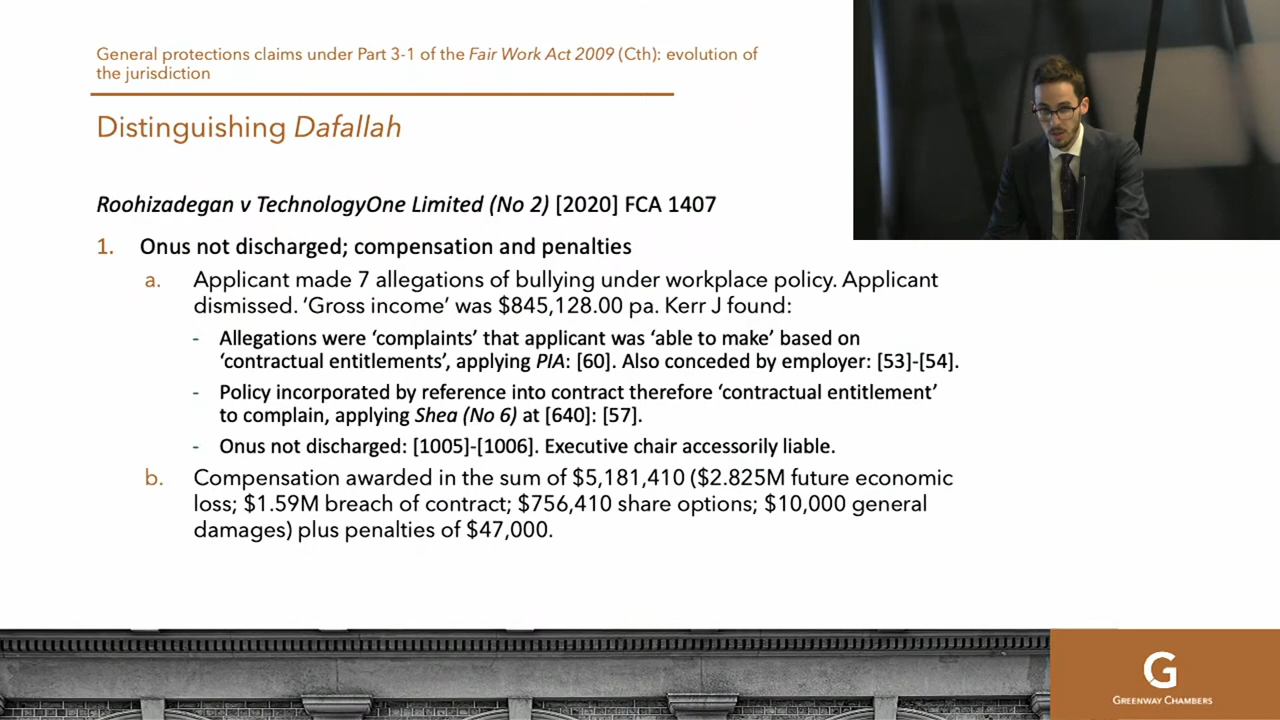 General protections claims under Part 3-1 of the Fair Work Act 2009 (Cth): evolution of
the jurisdiction
Distinguishing Dafallah
Roohizadegan v TechnologyOne Limited (No 2) [2020] FCA 1407
1. Onus not discharged; compensation and penalties
a. Applicant made 7 allegations of bullying under workplace policy. Applicant
dismissed. ‘Gross income’ was $845,128.00 pa. Kerr J found:
- Allegations were ‘complaints’ that applicant was ‘able to make’ based on
‘contractual entitlements’, applying PIA: [60]. Also conceded by employer: [53]-[54].
- Policy incorporated by reference into contract therefore ‘contractual entitlement’
to complain, applying Shea (No 6) at [640]: [57].
- Onus not discharged: [1005]-[1006]. Executive chair accessorily liable.
b. Compensation awarded in the sum of $5,181,410 ($2.825M future economic
loss; $1.59M breach of contract; $756,410 share options; $10,000 general
damages) plus penalties of $47,000.
G
GREENWAY CHAMBERS